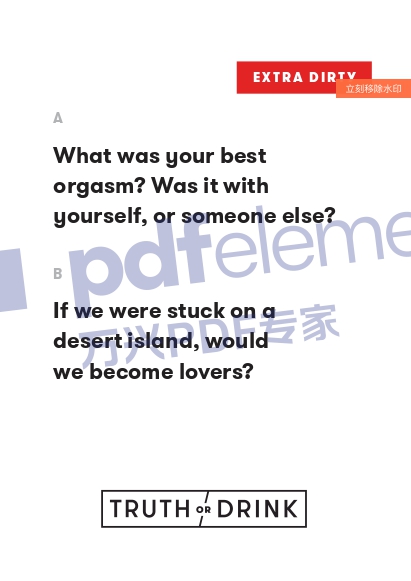 EXTRA DIRTY
立刻移除水印
A
What was your best
orgasm? Was it with
yourself, or someone else?
pdfeleme
B
If we were stuck on a
desert island, would
we become lovers?
万兴PDF专家
TRUTH OR DRINK